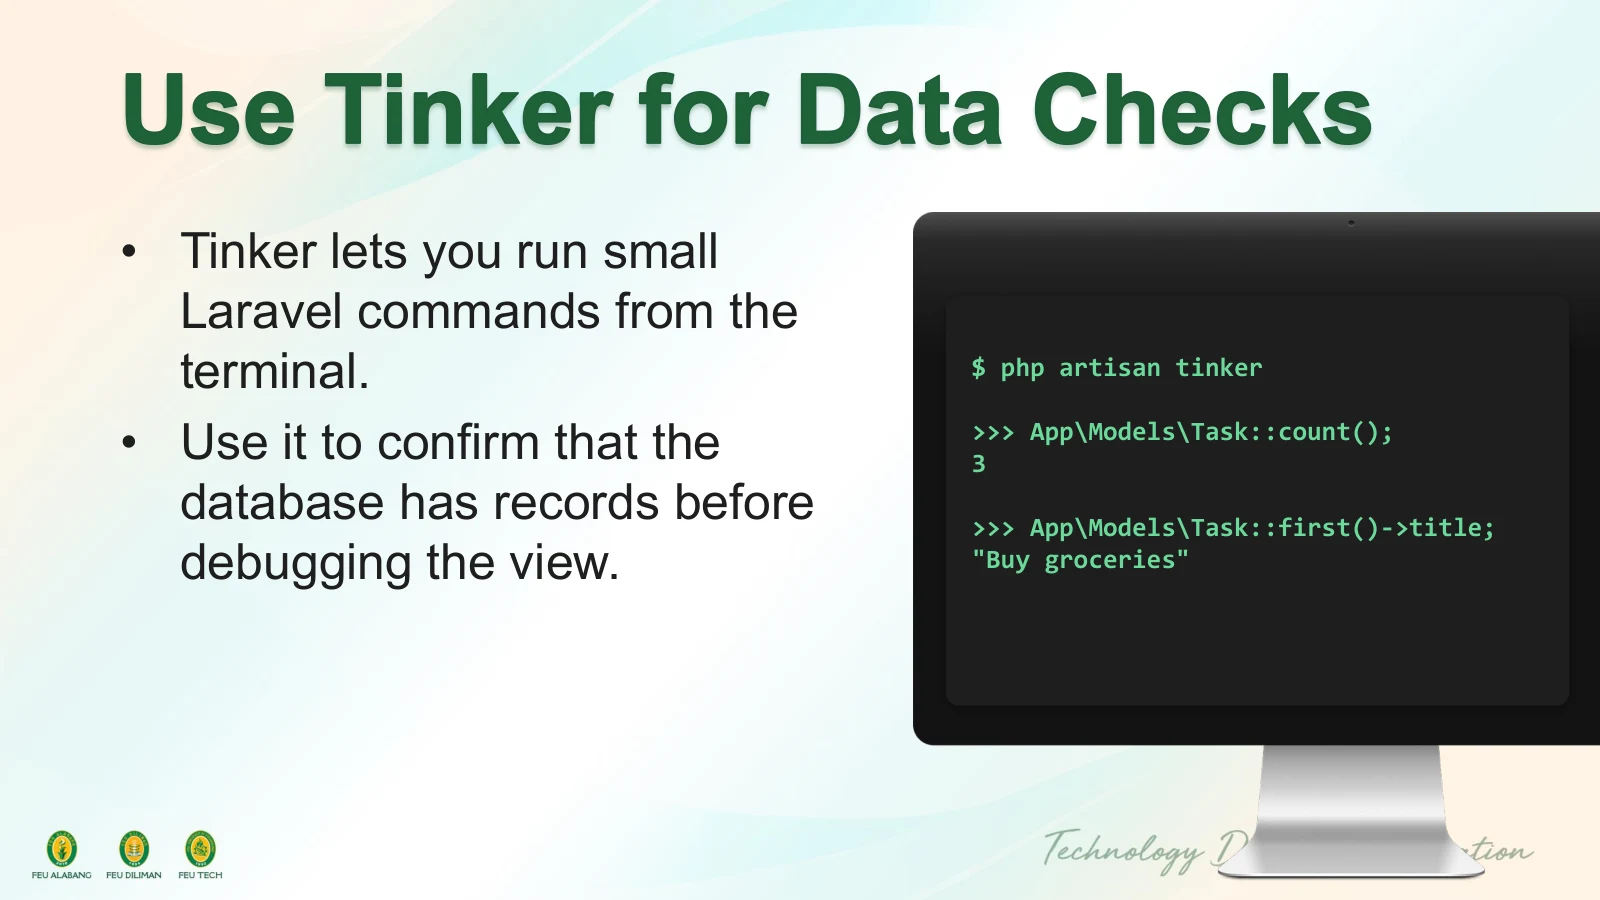 Use Tinker for Data Checks
• Tinker lets you run small
Laravel commands from the
terminal.
• Use it to confirm that the
database has records before
debugging the view.
$ php artisan tinker
>>> App\Models\Task::count();
3
>>> App\Models\Task::first()->title;
"Buy groceries"
FEU ALABANG
FEU DILIMAN
FEU TECH
Technology